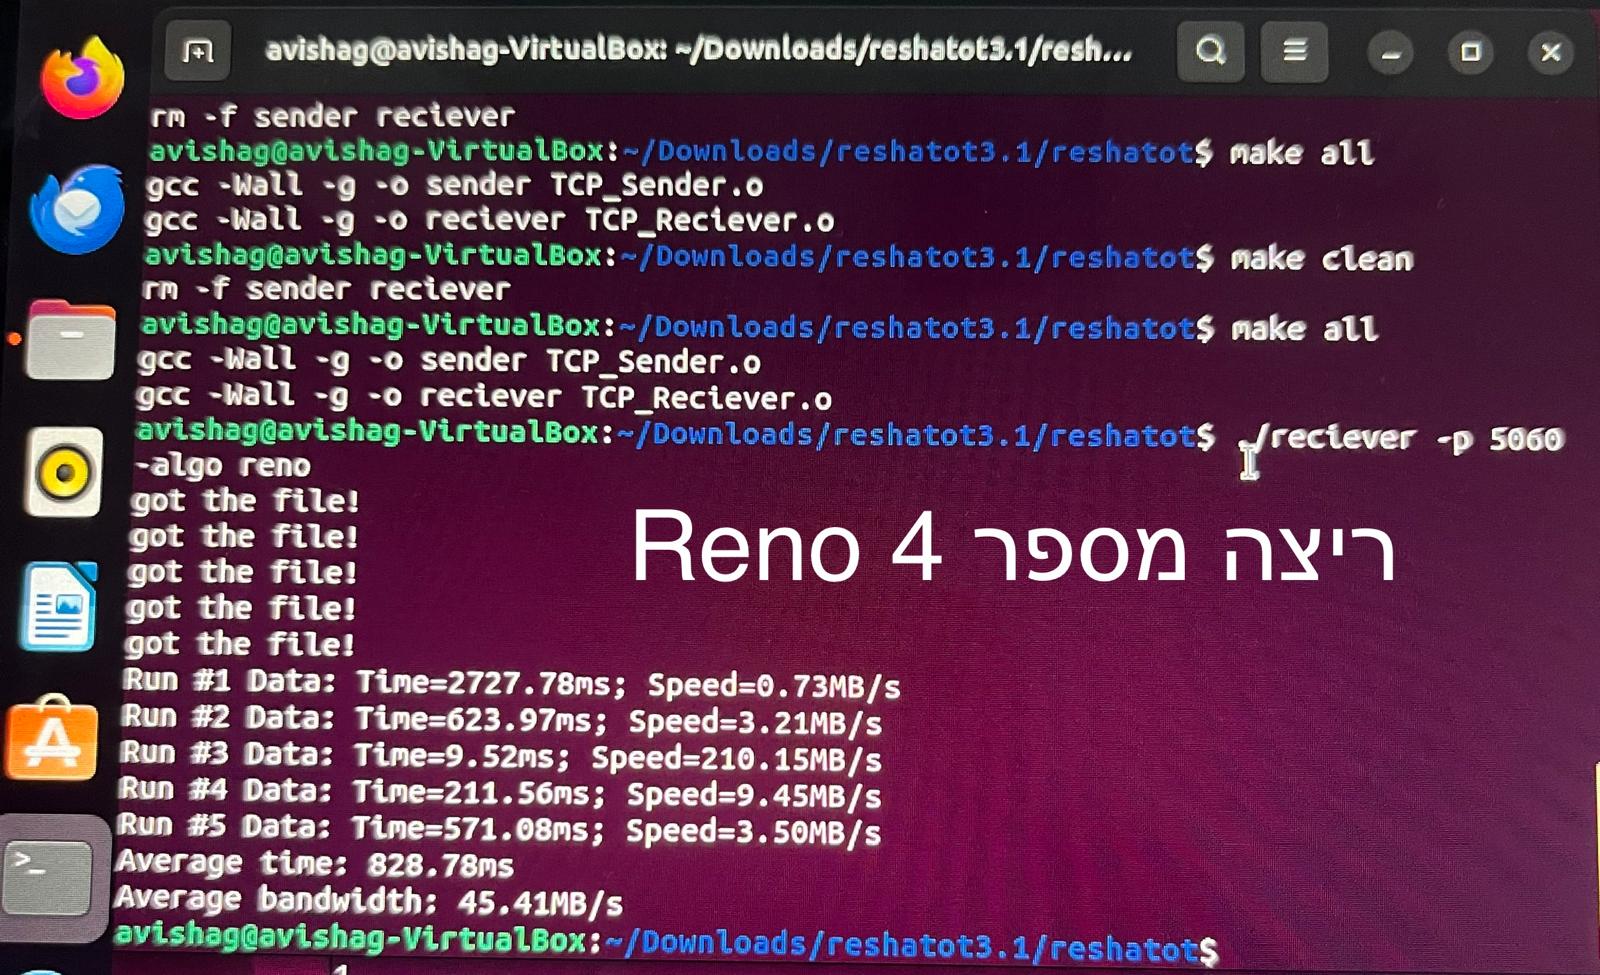 avishag@avishag-VirtualBox: ~/Downloads/reshatot3.1/resh...
rm -f sender reciever
avishag@avishag-VirtualBox:~/Downloads/reshatot3.1/reshatot$ make all
gcc -Wall -g -o sender TCP_Sender.o
gcc -Wall -g -o reciever TCP_Reciever.o
avishag@avishag-VirtualBox:~/Downloads/reshatot3.1/reshatot$ make clean
rm -f sender reciever
avishag@avishag-VirtualBox:~/Downloads/reshatot3.1/reshatot$ make all
gcc -Wall -g -o sender TCP_Sender.o
gcc -Wall -g -o reciever TCP_Reciever.o
avishag@avishag-VirtualBox:~/Downloads/reshatot3.1/reshatot$ ./reciever -p 5060
-algo reno
got the file!
got the file!
got the file!
got the file!
got the file!
ריצה מספר 4 Reno
Run #1 Data: Time=2727.78ms; Speed=0.73MB/s
Run #2 Data: Time=623.97ms; Speed=3.21MB/s
Run #3 Data: Time=9.52ms; Speed=210.15MB/s
Run #4 Data: Time=211.56ms; Speed=9.45MB/s
Run #5 Data: Time=571.08ms; Speed=3.50MB/s
Average time: 828.78ms
Average bandwidth: 45.41MB/s
avishag@avishag-VirtualBox:~/Downloads/reshatot3.1/reshatot$